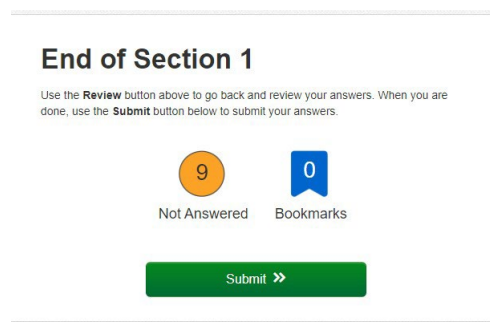 End of Section 1
Use the Review button above to go back and review your answers. When you are
done, use the Submit button below to submit your answers.
9
0
Not Answered
Bookmarks
Submit »